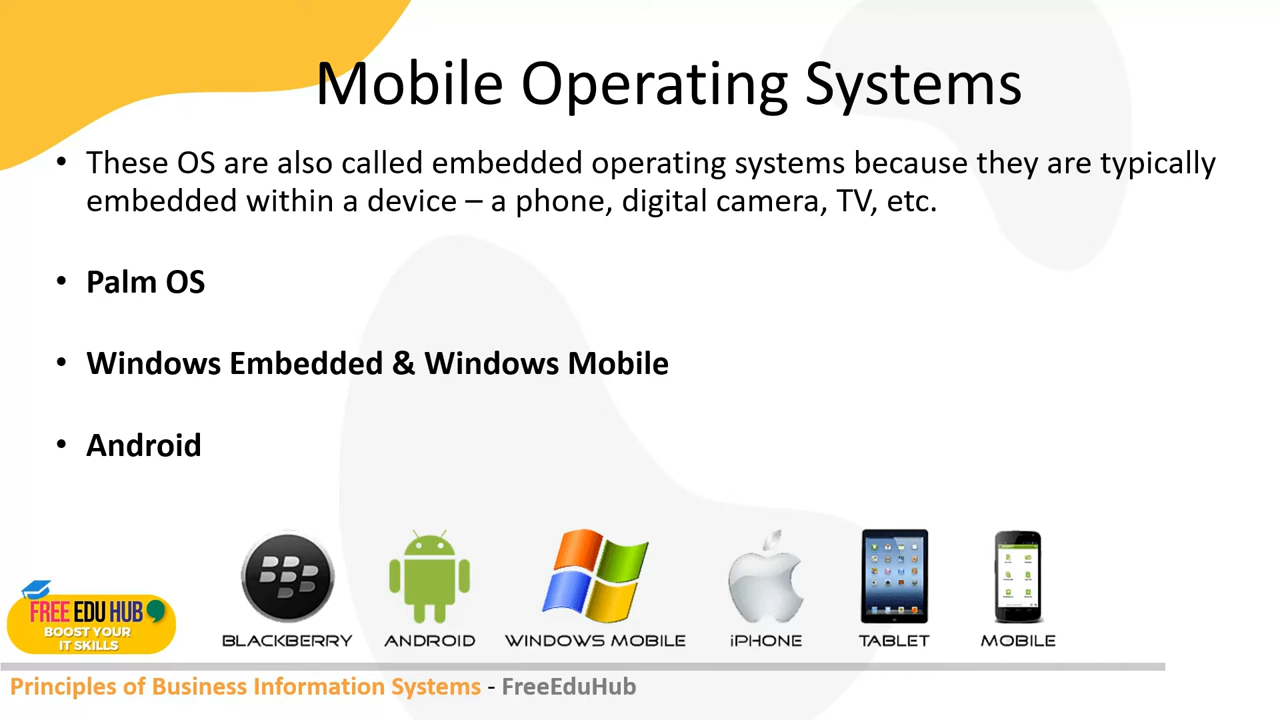 Mobile Operating Systems
• These OS are also called embedded operating systems because they are typically
embedded within a device – a phone, digital camera, TV, etc.
• Palm OS
• Windows Embedded & Windows Mobile
• Android
BLACKBERRY ANDROID WINDOWS MOBILE iPHONE TABLET MOBILE
FREE EDU HUB
BOOST YOUR
IT SKILLS
Principles of Business Information Systems - FreeEduHub